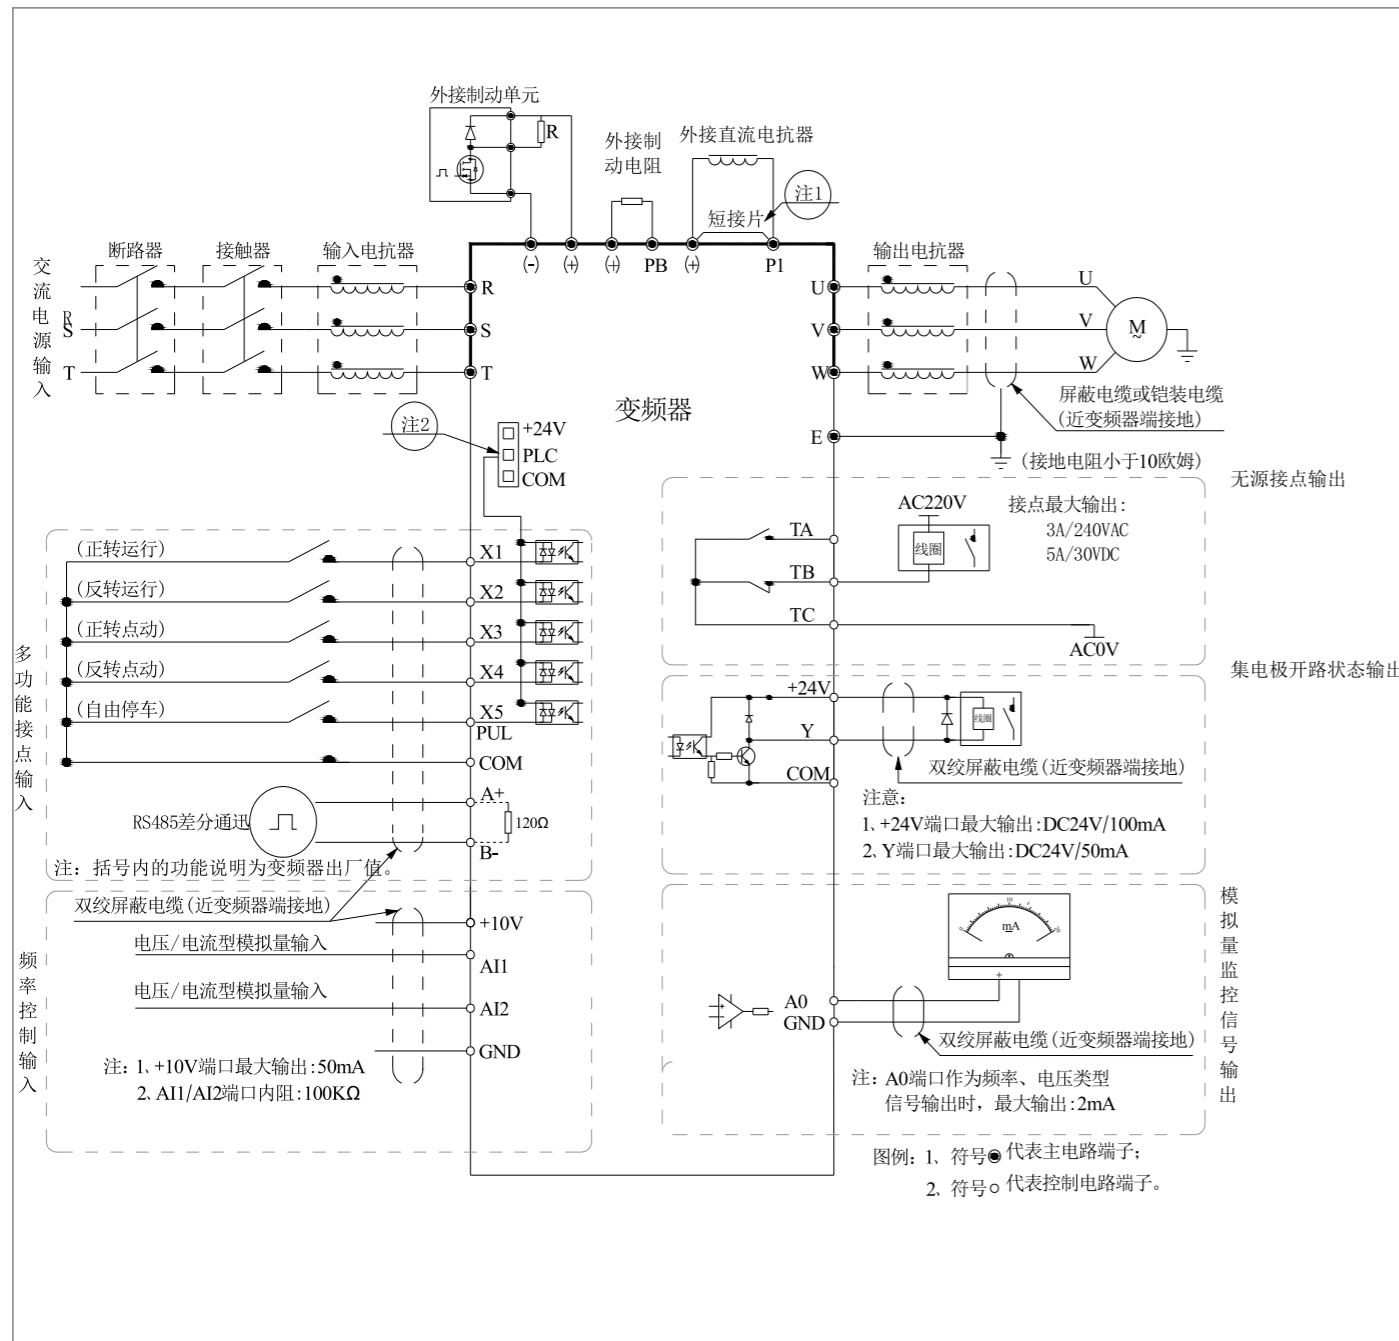 外接制动单元
R
外接制
动电阻
外接直流电抗器
注1
短接片
断路器
接触器
输入电抗器
(-)
(+)
(+)
PB
(+)
P1
输出电抗器
交流电源输入
R
S
T
R
S
T
U
V
W
U
V
W
M
~
变频器
屏蔽电缆或铠装电缆
(近变频器端接地)
E
(接地电阻小于10欧姆)
注2
+24V
PLC
COM
无源接点输出
AC220V
接点最大输出:
3A/240VAC
5A/30VDC
线圈
TA
TB
TC
AC0V
多功能接点输入
(正转运行)
X1
(反转运行)
X2
(正转点动)
X3
(反转点动)
X4
(自由停车)
X5
PUL
COM
RS485差分通迅
A+
120Ω
B-
注: 括号内的功能说明为变频器出厂值。
集电极开路状态输出
+24V
Y
COM
线圈
双绞屏蔽电缆(近变频器端接地)
注意:
1、+24V端口最大输出:DC24V/100mA
2、Y端口最大输出:DC24V/50mA
频率控制输入
双绞屏蔽电缆(近变频器端接地)
+10V
电压/电流型模拟量输入
AI1
电压/电流型模拟量输入
AI2
GND
注: 1、+10V端口最大输出:50mA
2、AI1/AI2端口内阻:100KΩ
模拟量监控信号输出
0
10
20
mA
+
A0
GND
双绞屏蔽电缆(近变频器端接地)
注: A0端口作为频率、电压类型
信号输出时, 最大输出:2mA
图例: 1、符号 代表主电路端子;
2、符号 代表控制电路端子。